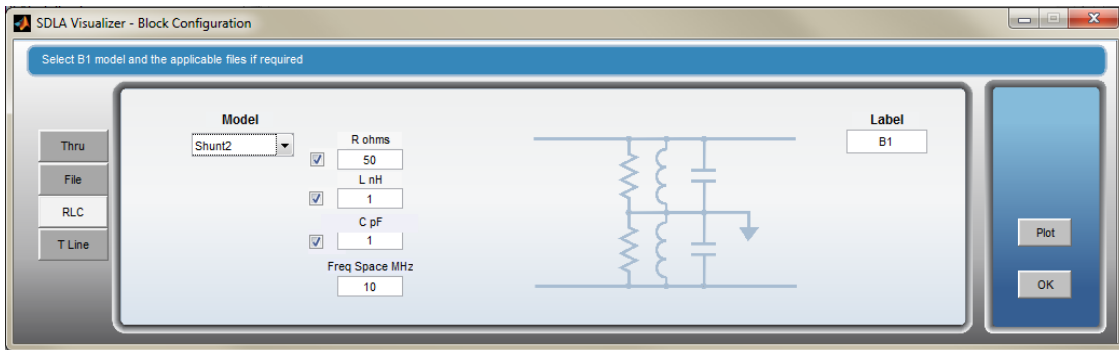 SDLA Visualizer - Block Configuration
Select B1 model and the applicable files if required
Thru
File
RLC
T Line
Model
Shunt2
R ohms
50
L nH
1
C pF
1
Freq Space MHz
10
Label
B1
Plot
OK